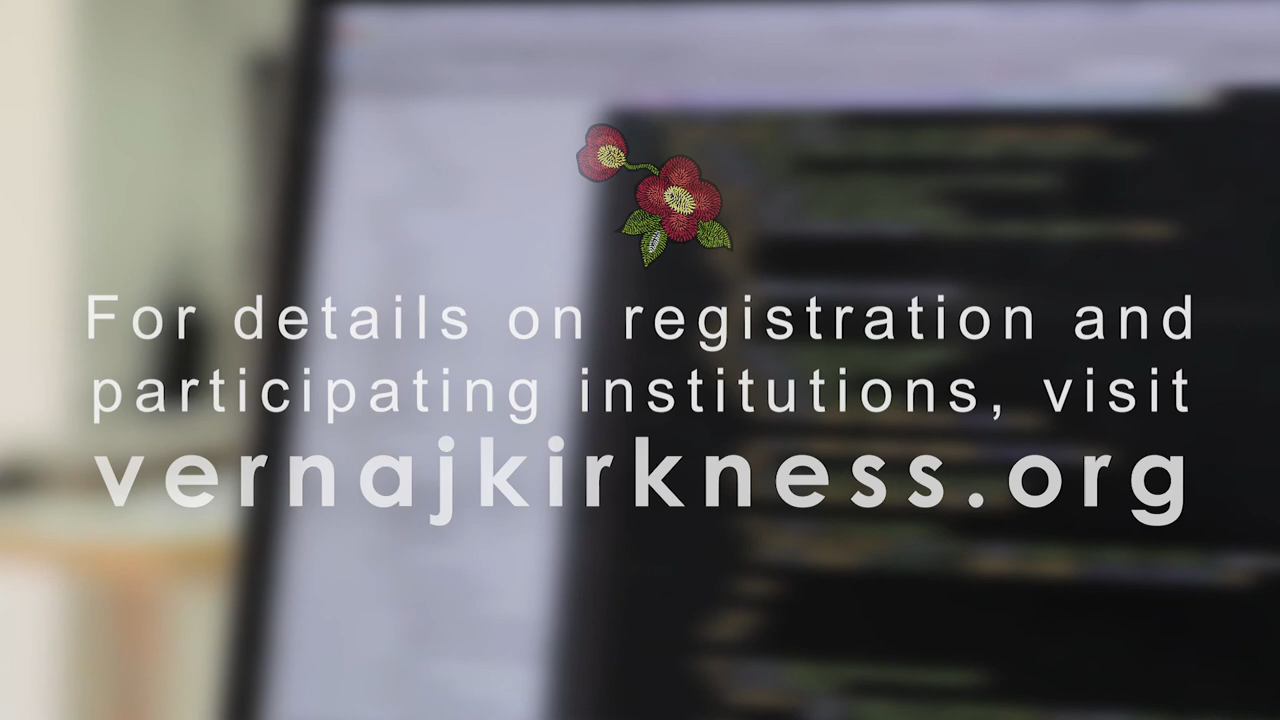 For details on registration and
participating institutions, visit
vernajkirkness.org